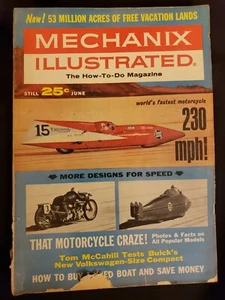 New! 53 MILLION ACRES OF FREE VACATION LANDS
MECHANIX
ILLUSTRATED
The How-To-Do Magazine
STILL 25¢ JUNE
world's fastest motorcycle
230
mph!
15
MORE DESIGNS FOR SPEED
THAT MOTORCYCLE CRAZE! Photos & Facts on
All Popular Models
Tom McCahill Tests Buick's
New Volkswagen-Size Compact
HOW TO BUY A USED BOAT AND SAVE MONEY